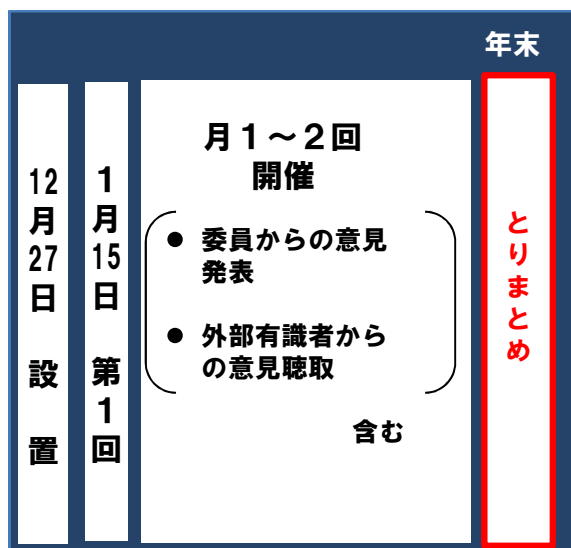 年末
12月27日 設置
1月15日 第1回
月1～2回
開催
● 委員からの意見
発表
● 外部有識者から
の意見聴取
含む
とりまとめ